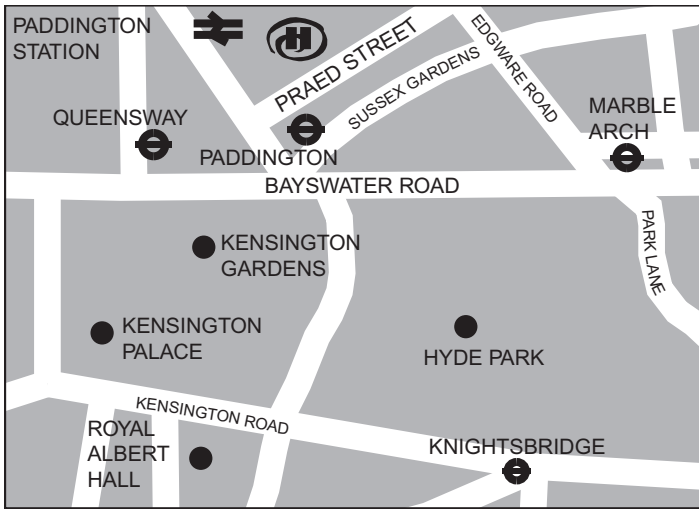 PADDINGTON
STATION
H
PRAED STREET
SUSSEX GARDENS
EDGWARE ROAD
QUEENSWAY
PADDINGTON
MARBLE
ARCH
BAYSWATER ROAD
PARK LANE
KENSINGTON
GARDENS
KENSINGTON
PALACE
HYDE PARK
KENSINGTON ROAD
ROYAL
ALBERT
HALL
KNIGHTSBRIDGE